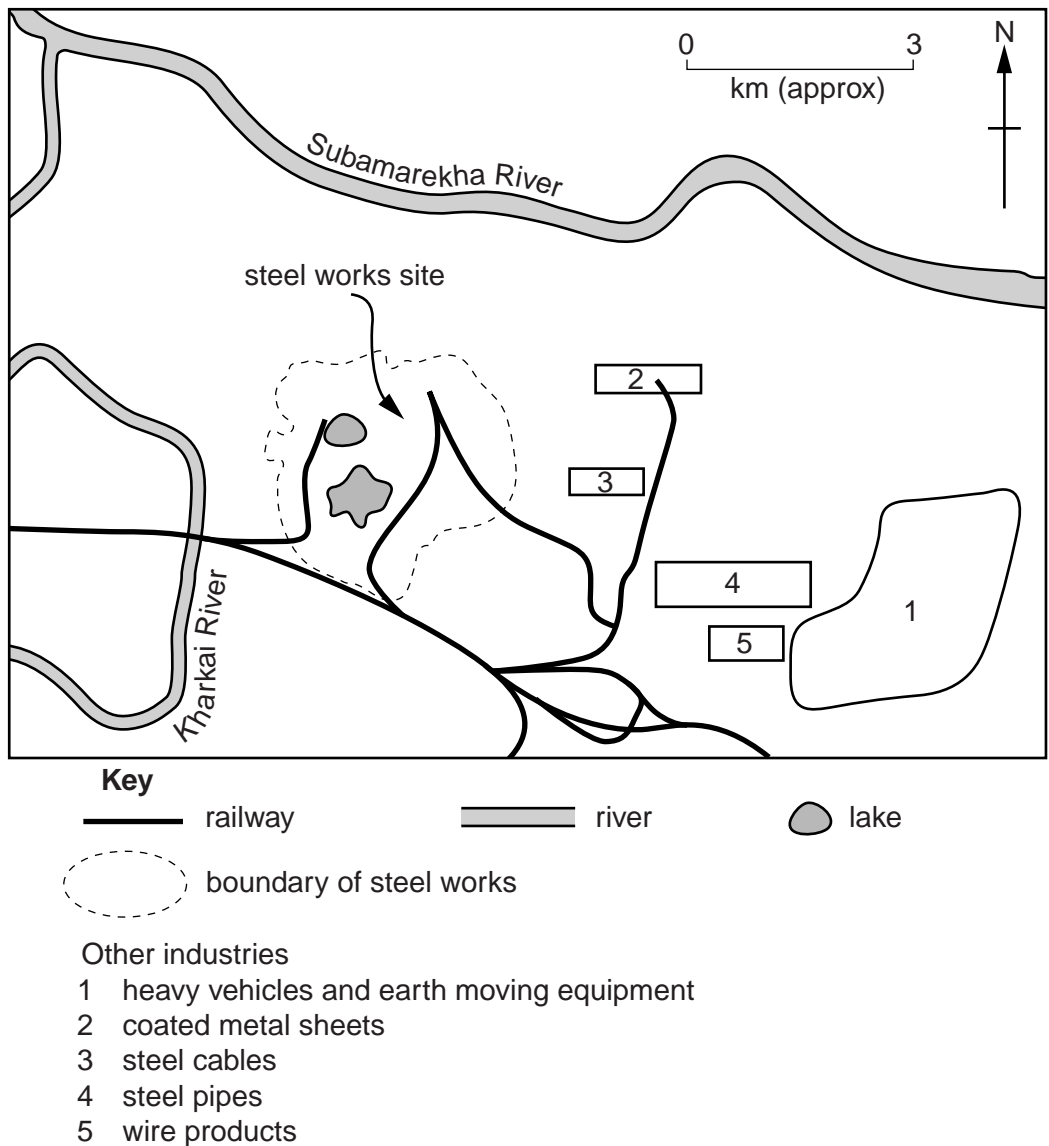 0 3
km (approx)
N
Subamarekha River
steel works site
2
3
4
5
1
Kharkai River
Key
railway
river
lake
boundary of steel works
Other industries
1 heavy vehicles and earth moving equipment
2 coated metal sheets
3 steel cables
4 steel pipes
5 wire products